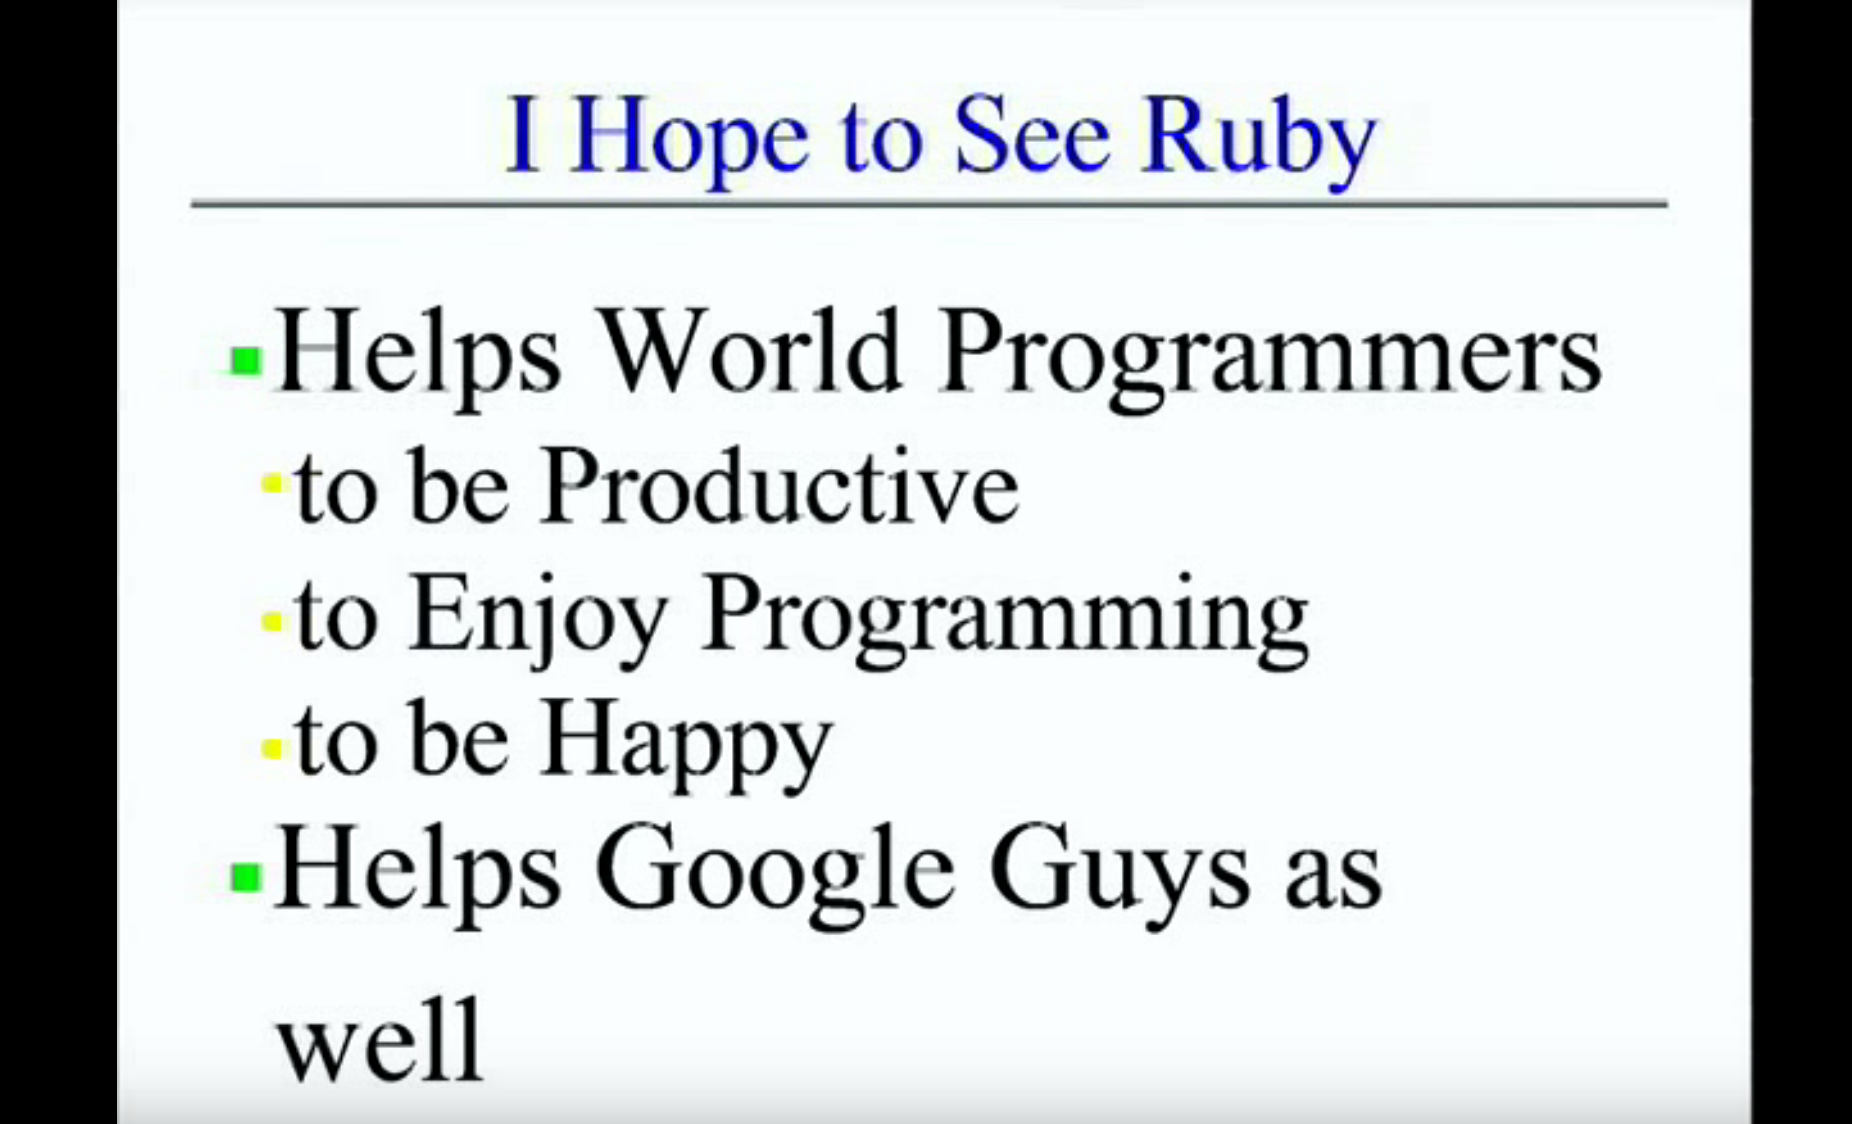 I Hope to See Ruby
Helps World Programmers
to be Productive
to Enjoy Programming
to be Happy
Helps Google Guys as
well